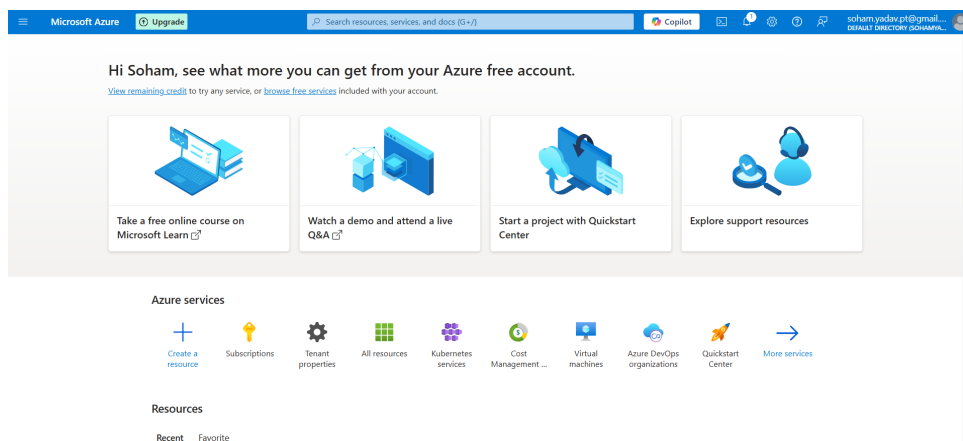 Microsoft Azure
Upgrade
Search resources, services, and docs (G+/)
Copilot
1
soham.yadav.pt@gmail....
DEFAULT DIRECTORY (SOHAMYA...
Hi Soham, see what more you can get from your Azure free account.
View remaining credit to try any service, or browse free services included with your account.
Take a free online course on
Microsoft Learn
Watch a demo and attend a live
Q&A
Start a project with Quickstart
Center
Explore support resources
Azure services
Create a
resource
Subscriptions
Tenant
properties
All resources
Kubernetes
services
Cost
Management ...
Virtual
machines
Azure DevOps
organizations
Quickstart
Center
More services
Resources
Recent Favorite